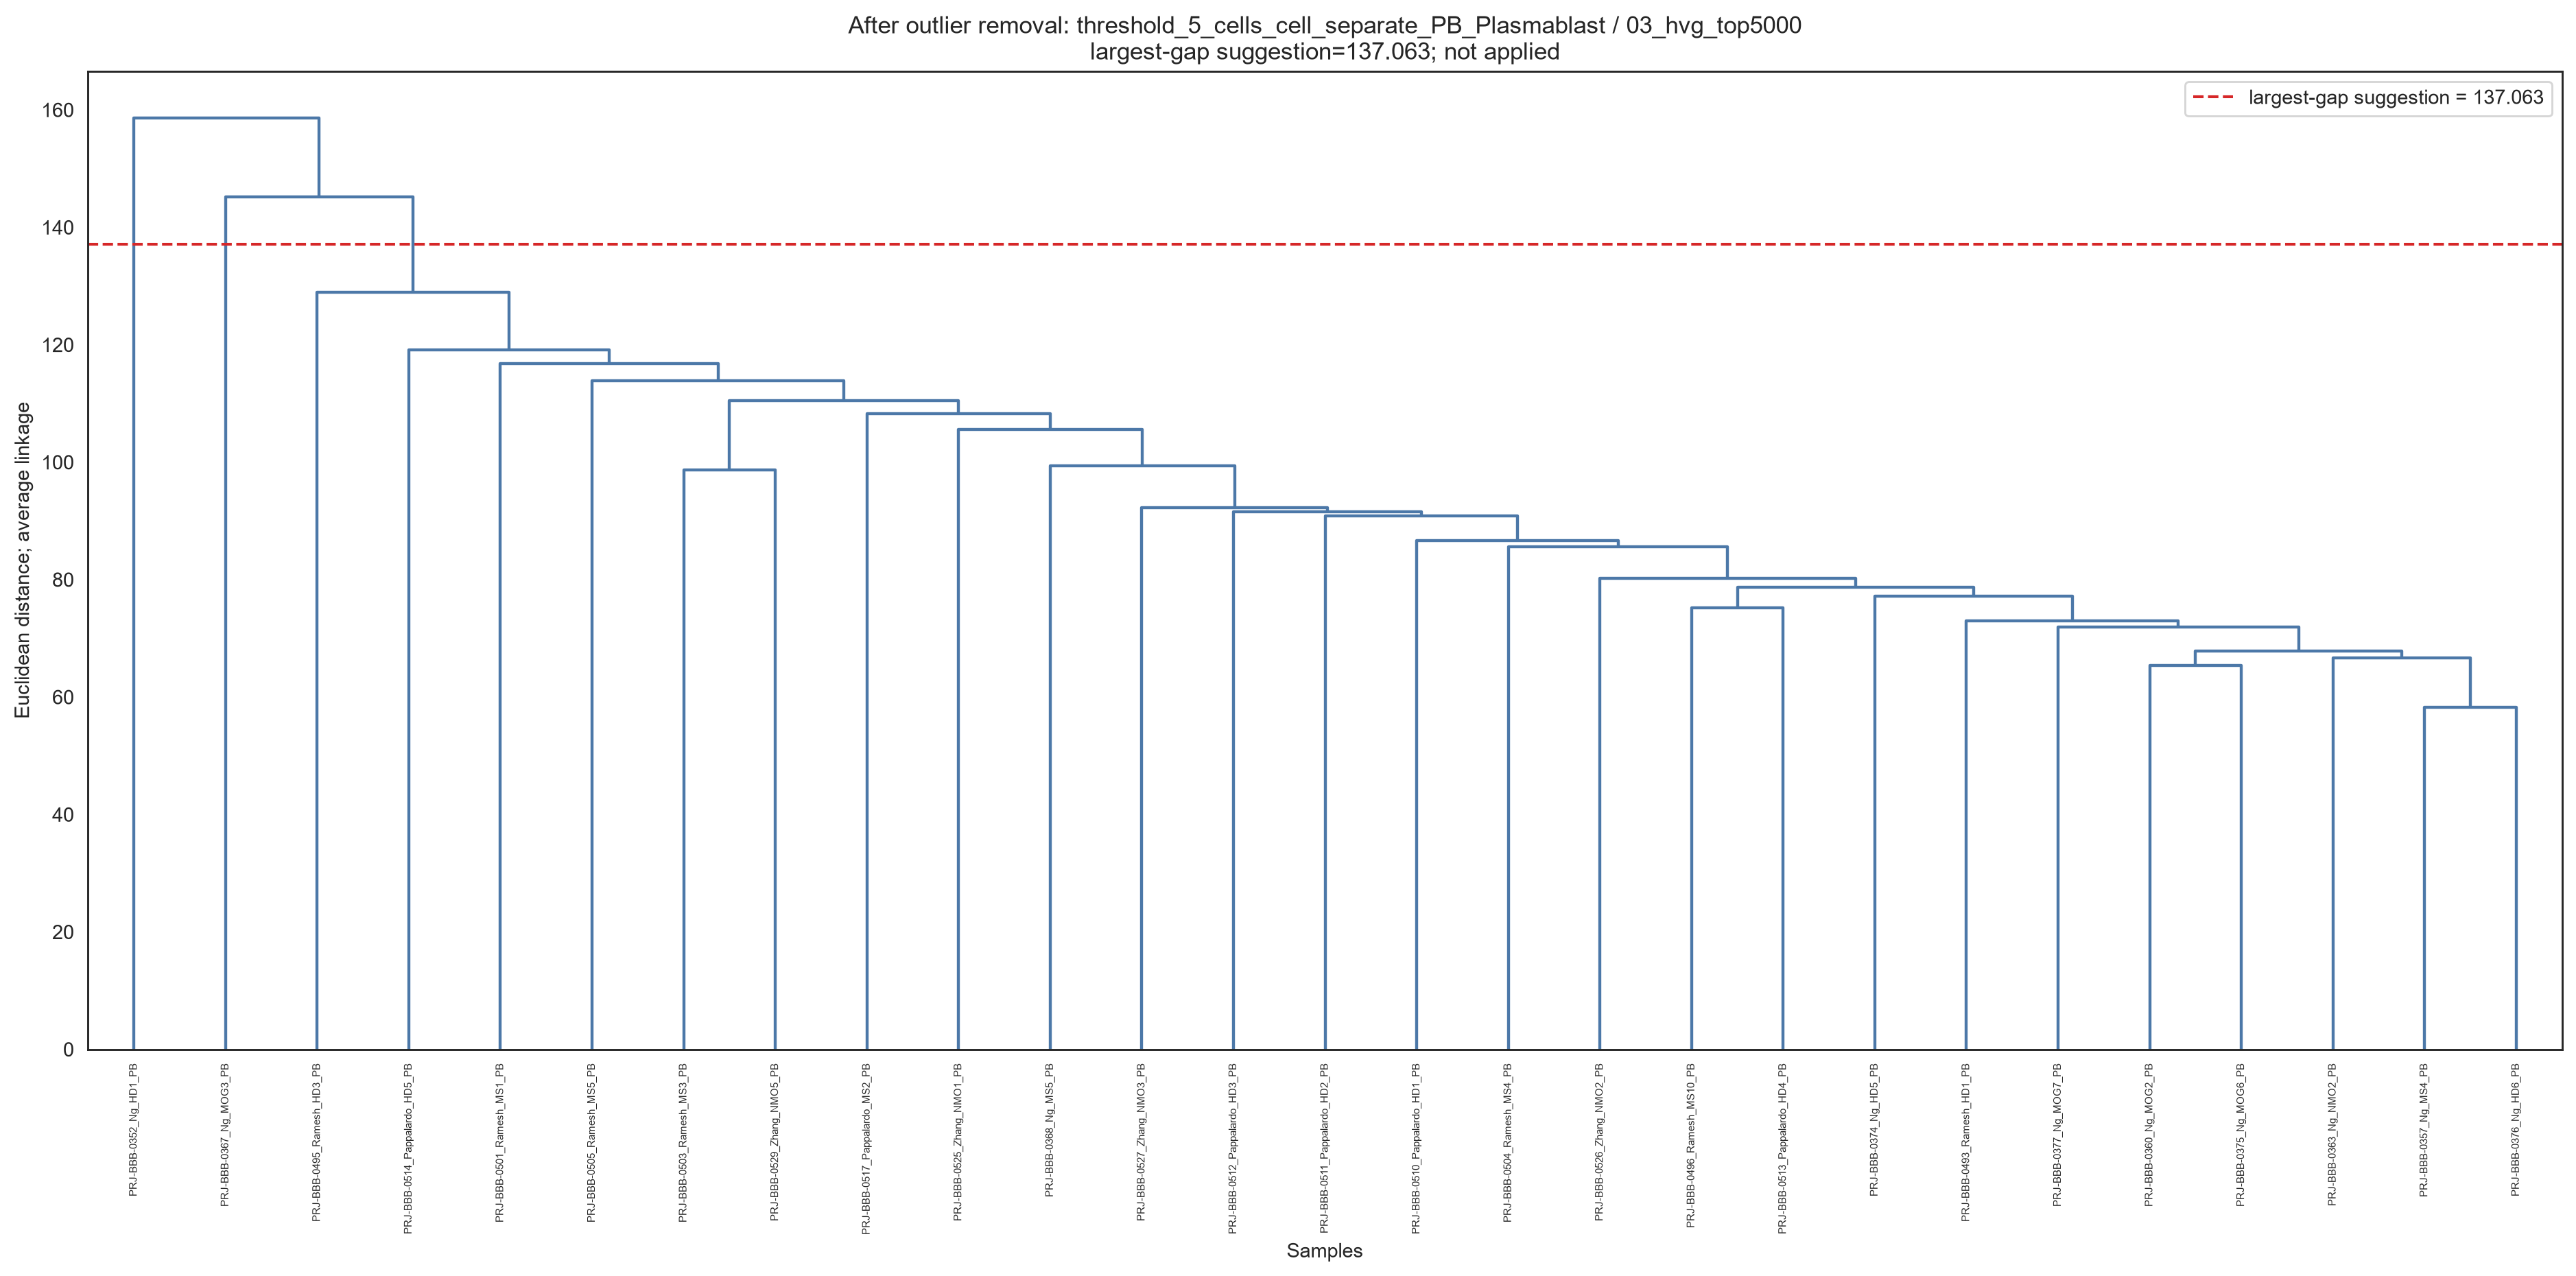 After outlier removal: threshold_5_cells_cell_separate_PB_Plasmablast / 03_hvg_top5000
largest-gap suggestion=137.063; not applied
largest-gap suggestion = 137.063
Euclidean distance; average linkage
160
140
120
100
80
60
40
20
0
PRJ-BBB-0352_Ng_HD1_PB
PRJ-BBB-0367_Ng_MOG3_PB
PRJ-BBB-0495_Ramesh_HD3_PB
PRJ-BBB-0514_Pappalardo_HD5_PB
PRJ-BBB-0501_Ramesh_MS1_PB
PRJ-BBB-0505_Ramesh_MS5_PB
PRJ-BBB-0503_Ramesh_MS3_PB
PRJ-BBB-0529_Zhang_NMO5_PB
PRJ-BBB-0517_Pappalardo_MS2_PB
PRJ-BBB-0525_Zhang_NMO1_PB
PRJ-BBB-0368_Ng_MS5_PB
PRJ-BBB-0527_Zhang_NMO3_PB
PRJ-BBB-0512_Pappalardo_HD3_PB
PRJ-BBB-0511_Pappalardo_HD2_PB
PRJ-BBB-0510_Pappalardo_HD1_PB
PRJ-BBB-0504_Ramesh_MS4_PB
PRJ-BBB-0526_Zhang_NMO2_PB
PRJ-BBB-0496_Ramesh_MS10_PB
PRJ-BBB-0513_Pappalardo_HD4_PB
PRJ-BBB-0374_Ng_HD5_PB
PRJ-BBB-0493_Ramesh_HD1_PB
PRJ-BBB-0377_Ng_MOG7_PB
PRJ-BBB-0360_Ng_MOG2_PB
PRJ-BBB-0375_Ng_MOG6_PB
PRJ-BBB-0363_Ng_NMO2_PB
PRJ-BBB-0357_Ng_MS4_PB
PRJ-BBB-0376_Ng_HD6_PB
Samples